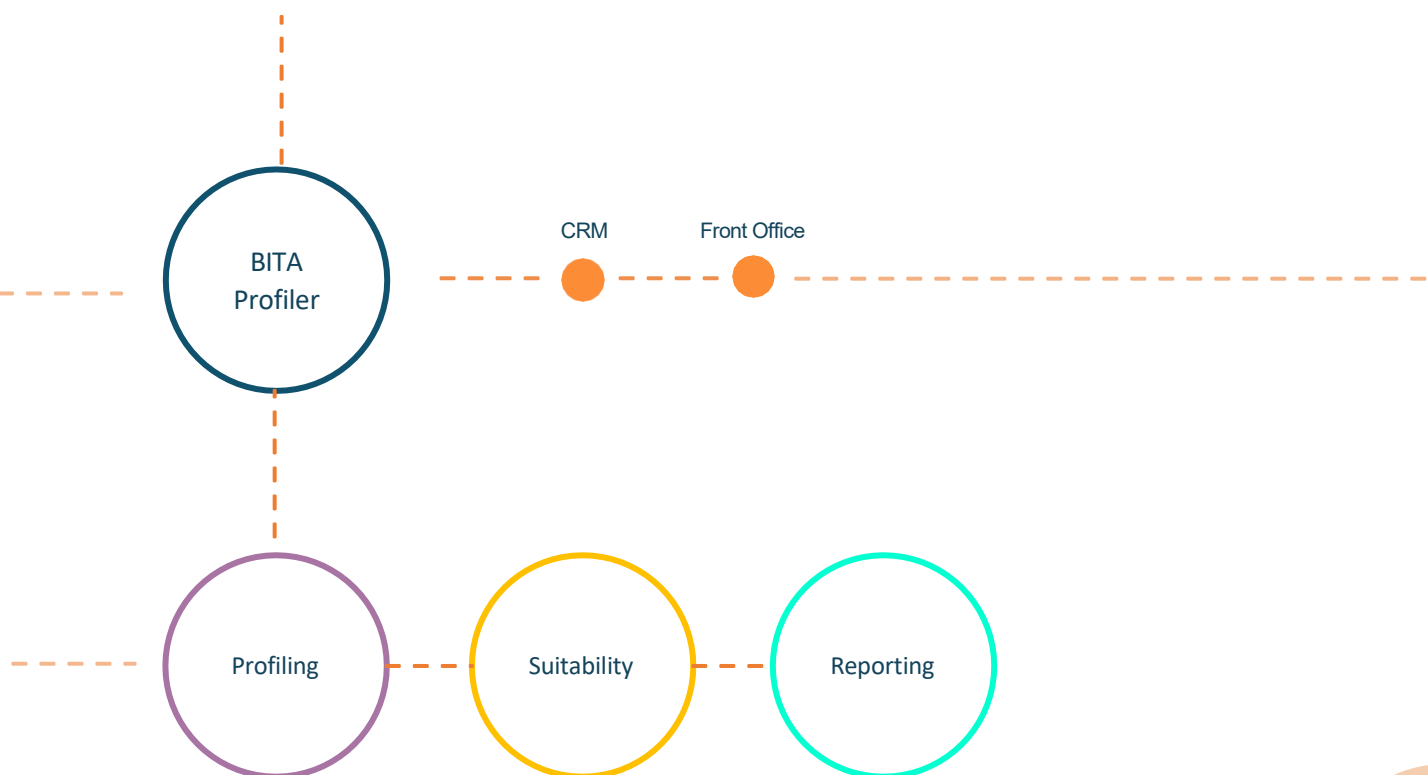 CRM
Front Office
BITA
Profiler
Profiling
Suitability
Reporting